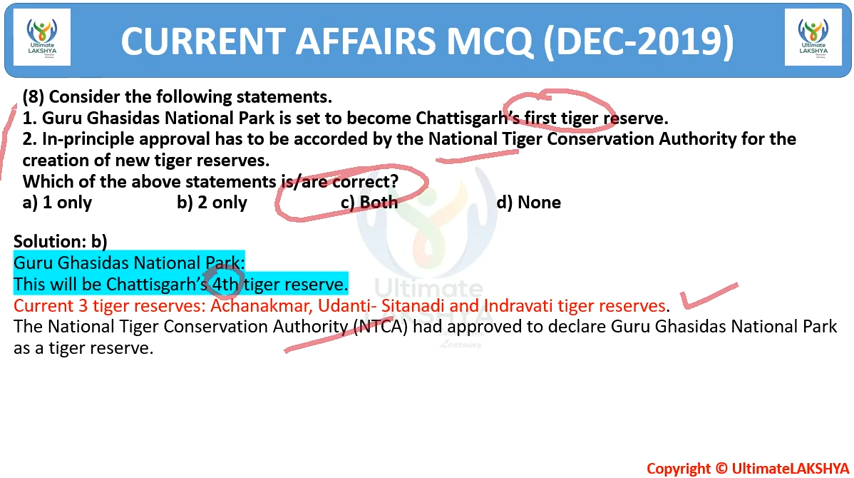 Ultimate
LAKSHYA
CURRENT AFFAIRS MCQ (DEC-2019)
Ultimate
LAKSHYA
(8) Consider the following statements.
1. Guru Ghasidas National Park is set to become Chattisgarh's first tiger reserve.
2. In-principle approval has to be accorded by the National Tiger Conservation Authority for the
creation of new tiger reserves.
Which of the above statements is/are correct?
a) 1 only b) 2 only c) Both d) None
Solution: b)
Guru Ghasidas National Park:
This will be Chattisgarh's 4th tiger reserve.
Current 3 tiger reserves: Achanakmar, Udanti- Sitanadi and Indravati tiger reserves.
The National Tiger Conservation Authority (NTCA) had approved to declare Guru Ghasidas National Park
as a tiger reserve.
Ultimate
LAKSHYA
Learning
Copyright © UltimateLAKSHYA